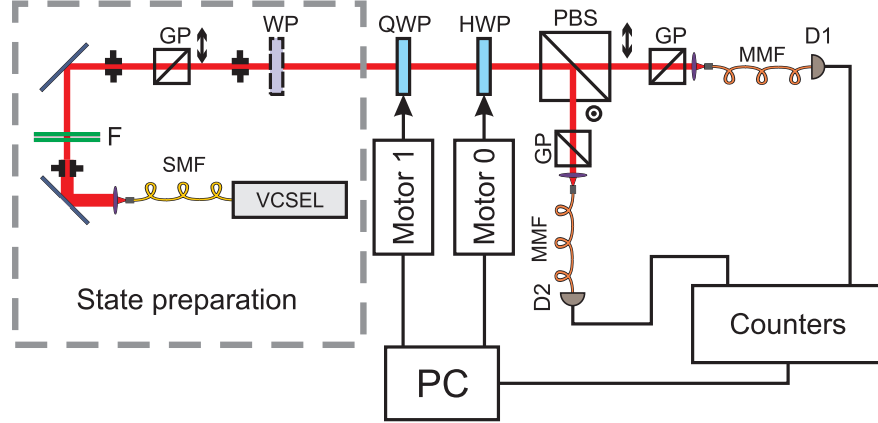 GP
WP
QWP
HWP
PBS
GP
D1
MMF
F
GP
SMF
VCSEL
Motor 1
Motor 0
MMF
D2
State preparation
Counters
PC